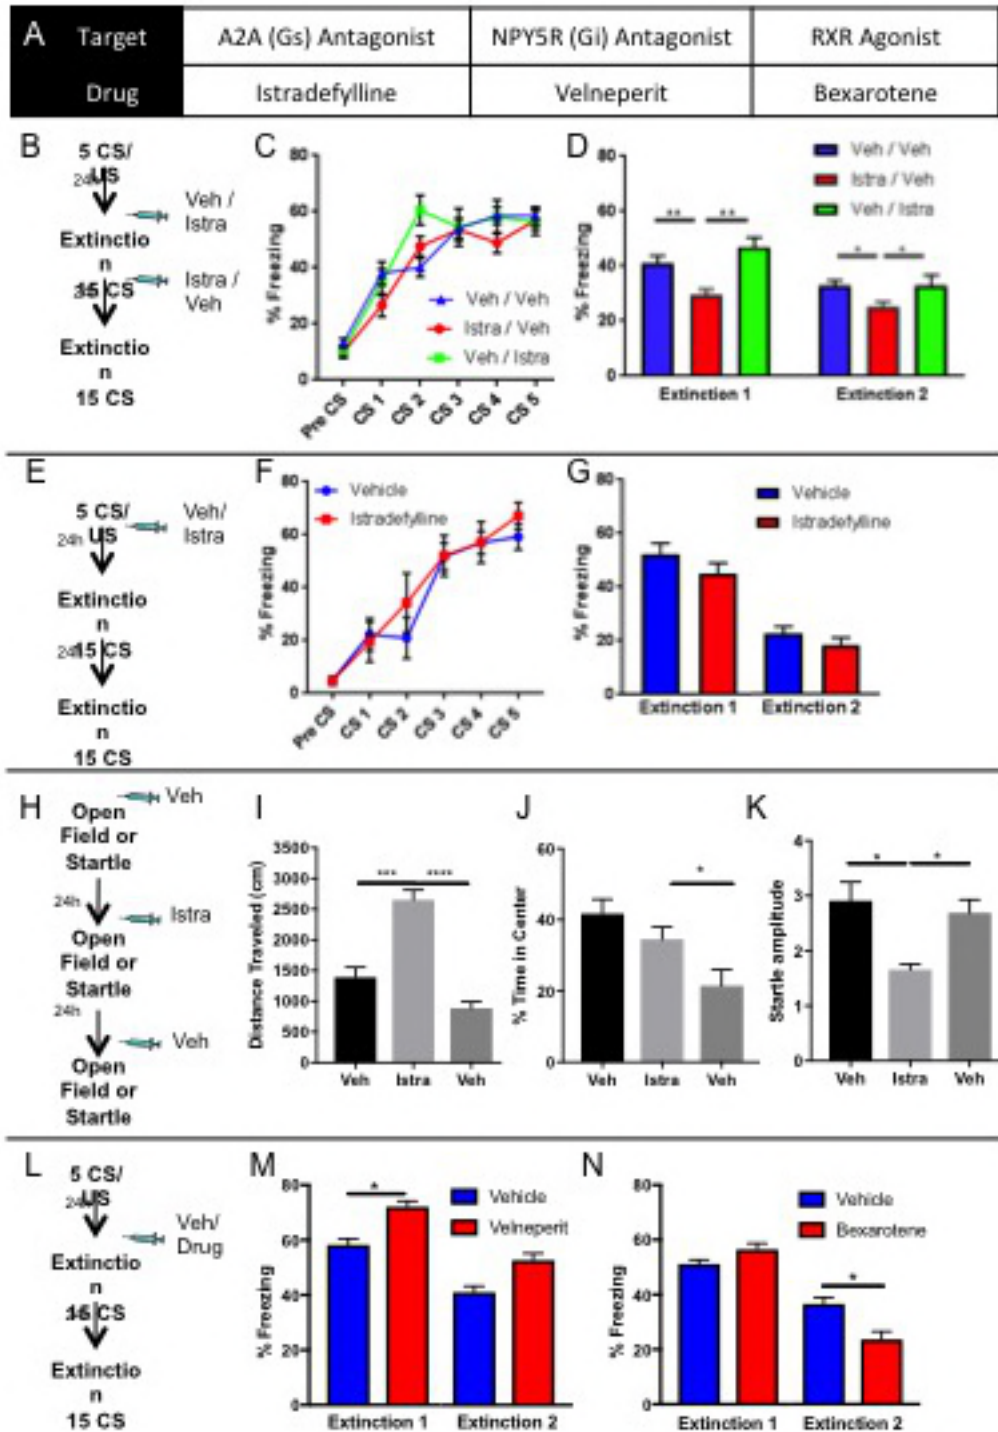 A
Target A2A (Gs) Antagonist NPY5R (Gi) Antagonist RXR Agonist
Drug Istradefylline Velneperit Bexarotene
B
5 CS/
US
24h
Veh /
Istra
Extinctio
n
15 CS
Istra /
Veh
Extinctio
n
15 CS
C
80
60
40
20
0
% Freezing
Veh / Veh
Istra / Veh
Veh / Istra
Pre CS CS 1 CS 2 CS 3 CS 4 CS 5
D
Veh / Veh
Istra / Veh
Veh / Istra
80
60
40
20
0
% Freezing
** **
* *
Extinction 1 Extinction 2
E
5 CS/
US
24h
Veh/
Istra
Extinctio
n
24h
15 CS
Extinctio
n
15 CS
F
80
60
40
20
0
% Freezing
Vehicle
Istradefylline
Pre CS CS 1 CS 2 CS 3 CS 4 CS 5
G
80
60
40
20
0
% Freezing
Vehicle
Istradefylline
Extinction 1 Extinction 2
H
Veh
Open
Field or
Startle
24h
Istra
Open
Field or
Startle
24h
Veh
Open
Field or
Startle
I
3500
3000
2500
2000
1500
1000
500
0
Distance Traveled (cm)
*** ****
Veh Istra Veh
J
60
40
20
0
% Time in Center
*
Veh Istra Veh
K
4
3
2
1
0
Startle amplitude
* *
Veh Istra Veh
L
5 CS/
US
Veh/
Drug
Extinctio
n
15 CS
Extinctio
n
15 CS
M
80
60
40
20
0
% Freezing
*
Vehicle
Velneperit
Extinction 1 Extinction 2
N
80
60
40
20
0
% Freezing
Vehicle
Bexarotene
*
Extinction 1 Extinction 2